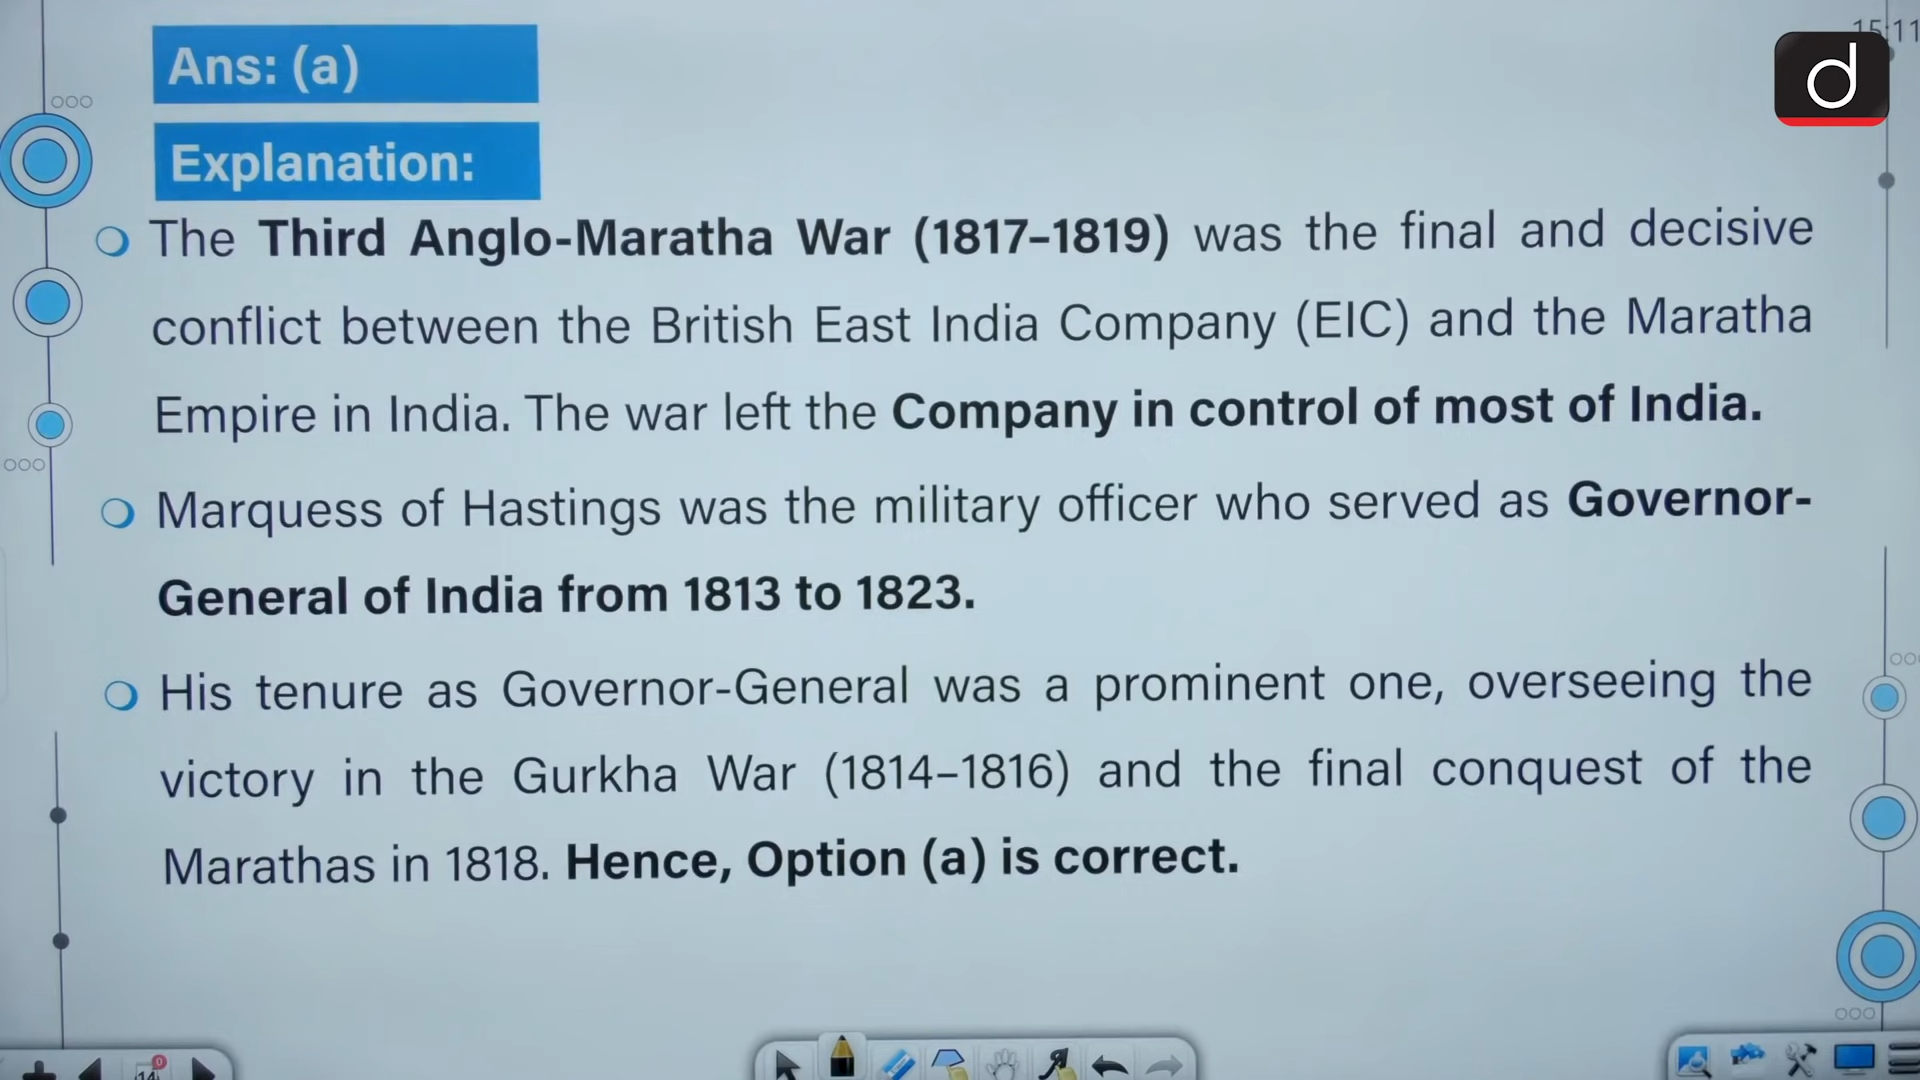 15:11
d
Ans: (a)
Explanation:
The Third Anglo-Maratha War (1817–1819) was the final and decisive
conflict between the British East India Company (EIC) and the Maratha
Empire in India. The war left the Company in control of most of India.
Marquess of Hastings was the military officer who served as Governor-
General of India from 1813 to 1823.
His tenure as Governor-General was a prominent one, overseeing the
victory in the Gurkha War (1814–1816) and the final conquest of the
Marathas in 1818. Hence, Option (a) is correct.
0
14